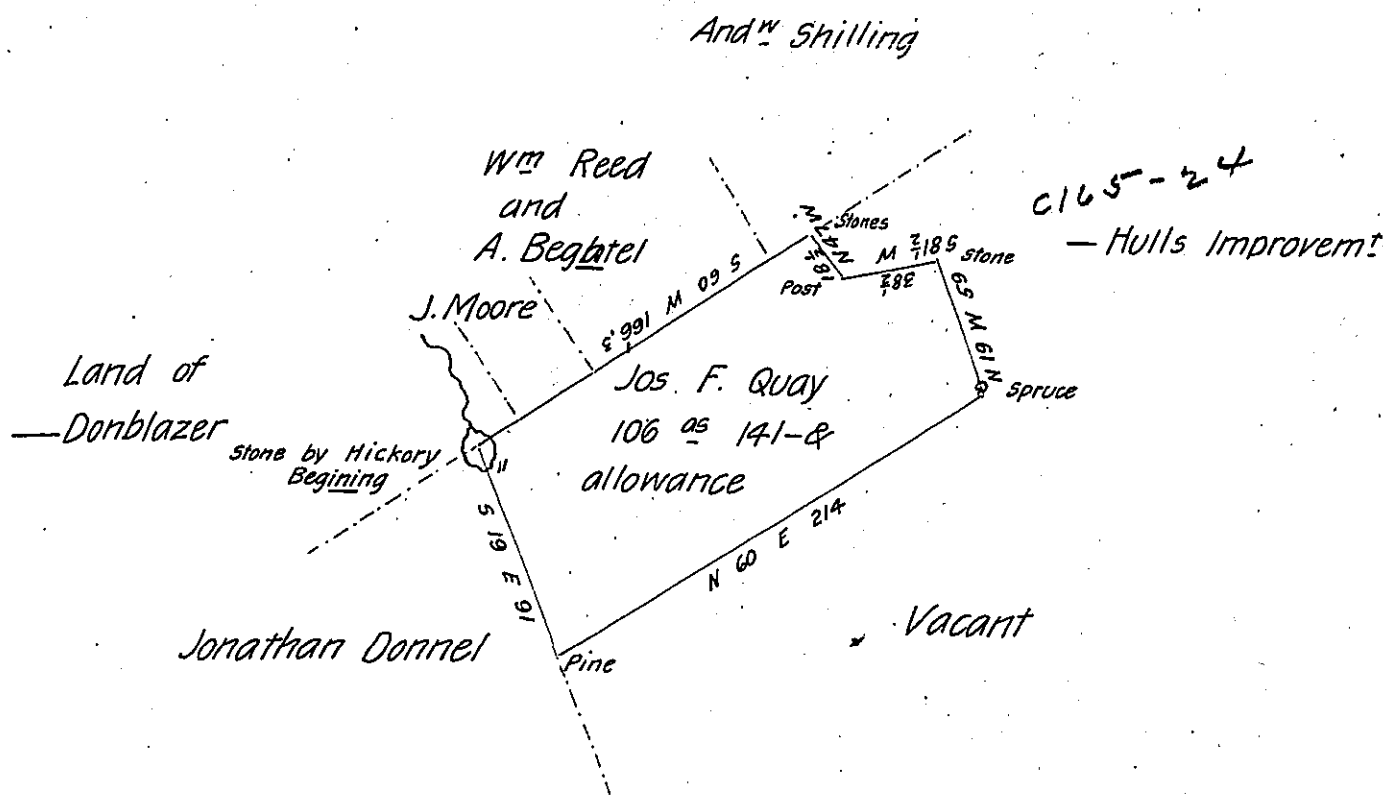 Andw Shilling
Wm Reed
and
A. Beghtel
J. Moore
Land of
—Donblazer
Stone by Hickory
Begining
S 60 W 166,3
Stones
N 47 W.
18½
Post
S 81½ W
38½
Stone
C165-24
— Hulls Improvemt
N 19 W 59
Spruce
Jos. F. Quay
106 as 141-&
allowance
S 19 E 91
N 60 E 214
Jonathan Donnel
Pine
Vacant